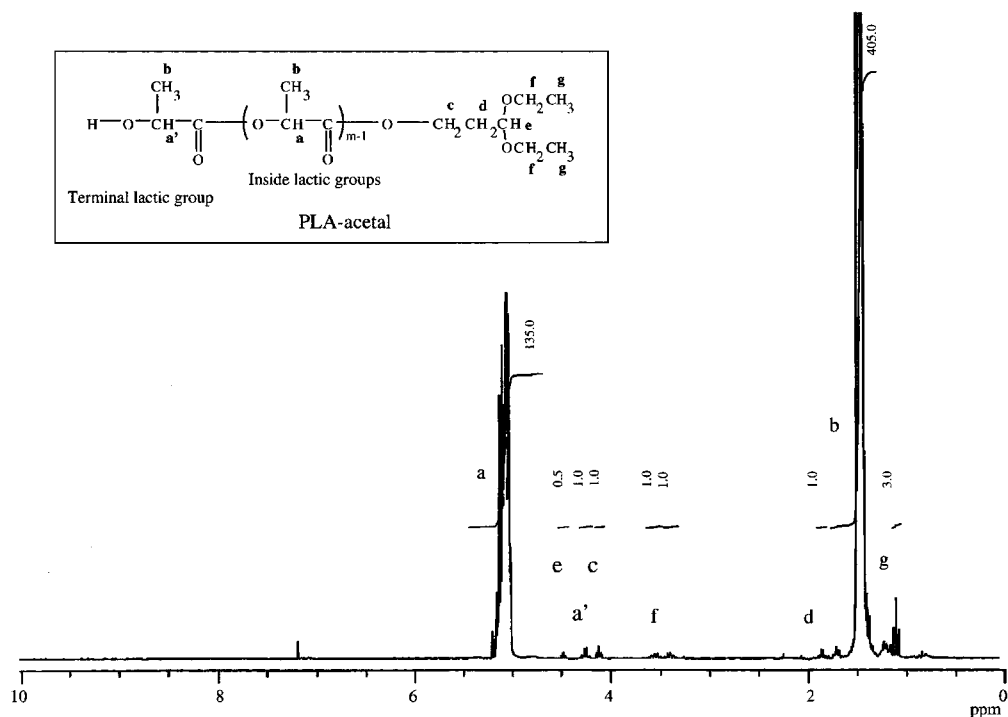 b b
CH3 CH3
f g
OCH2CH3
c d
H O CH C ( O CH C ) m-1 O CH2CH2CH e
a' a
O O
OCH2CH3
f g
Inside lactic groups
Terminal lactic group
PLA-acetal
405.0
135.0
b
a
0.5 1.0 1.0 1.0 1.0 1.0 3.0
e c g
a' f d
10 8 6 4 2 0
ppm